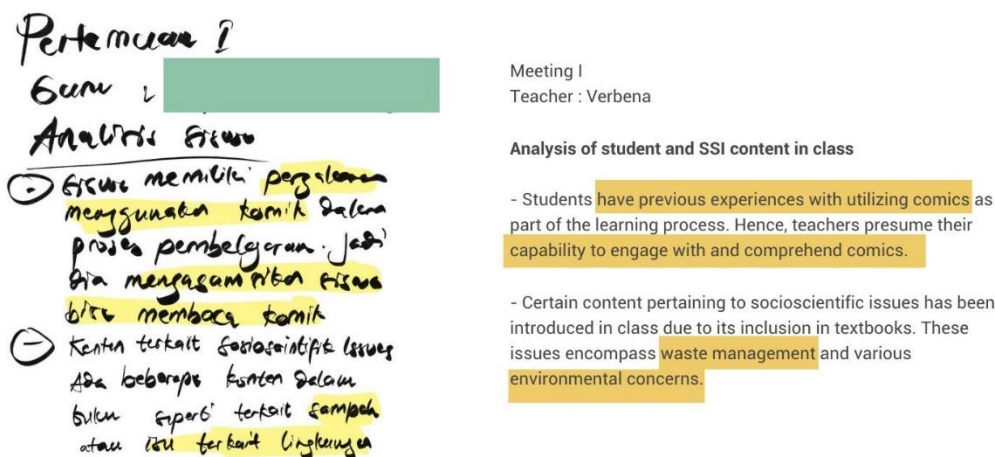 Pertemuan I
Guru :
Analisis siswa
- siswa memiliki pengalaman
menggunakan komik dalam
proses pembelajaran. jadi
dia mengasumsikan siswa
bisa membaca komik
- Konten terkait sosiosaintifik Issues
Ada beberapa konten dalam
buku seperti terkait sampah
atau isu terkait lingkungan
Meeting I
Teacher : Verbena
Analysis of student and SSI content in class
- Students have previous experiences with utilizing comics as
part of the learning process. Hence, teachers presume their
capability to engage with and comprehend comics.
- Certain content pertaining to socioscientific issues has been
introduced in class due to its inclusion in textbooks. These
issues encompass waste management and various
environmental concerns.